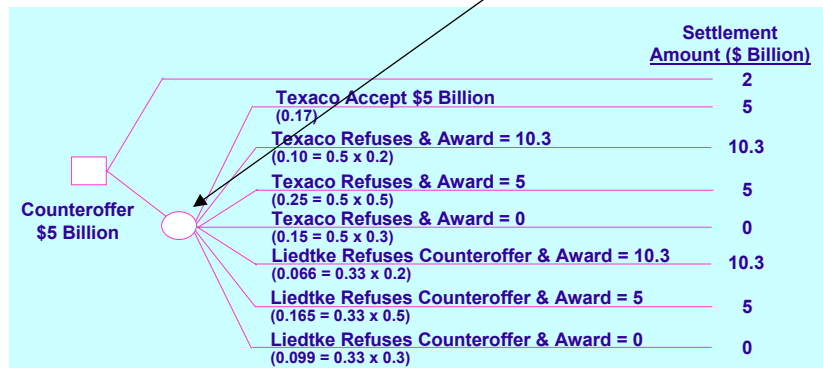 Settlement
Amount ($ Billion)
2
Texaco Accept $5 Billion
5
(0.17)
Texaco Refuses & Award = 10.3
10.3
(0.10 = 0.5 x 0.2)
Texaco Refuses & Award = 5
5
(0.25 = 0.5 x 0.5)
Counteroffer
$5 Billion
Texaco Refuses & Award = 0
0
(0.15 = 0.5 x 0.3)
Liedtke Refuses Counteroffer & Award = 10.3
10.3
(0.066 = 0.33 x 0.2)
Liedtke Refuses Counteroffer & Award = 5
5
(0.165 = 0.33 x 0.5)
Liedtke Refuses Counteroffer & Award = 0
0
(0.099 = 0.33 x 0.3)